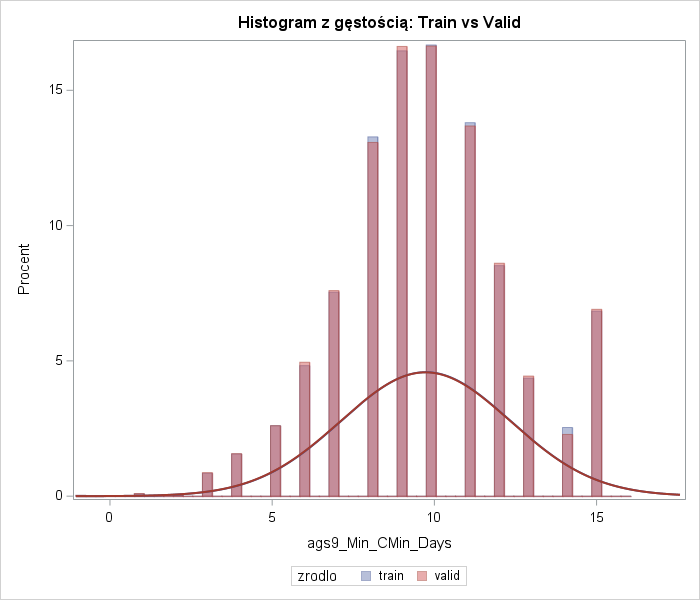 Histogram z gęstością: Train vs Valid
15
10
5
0
Procent
0 5 10 15
ags9_Min_CMin_Days
zrodlo train valid